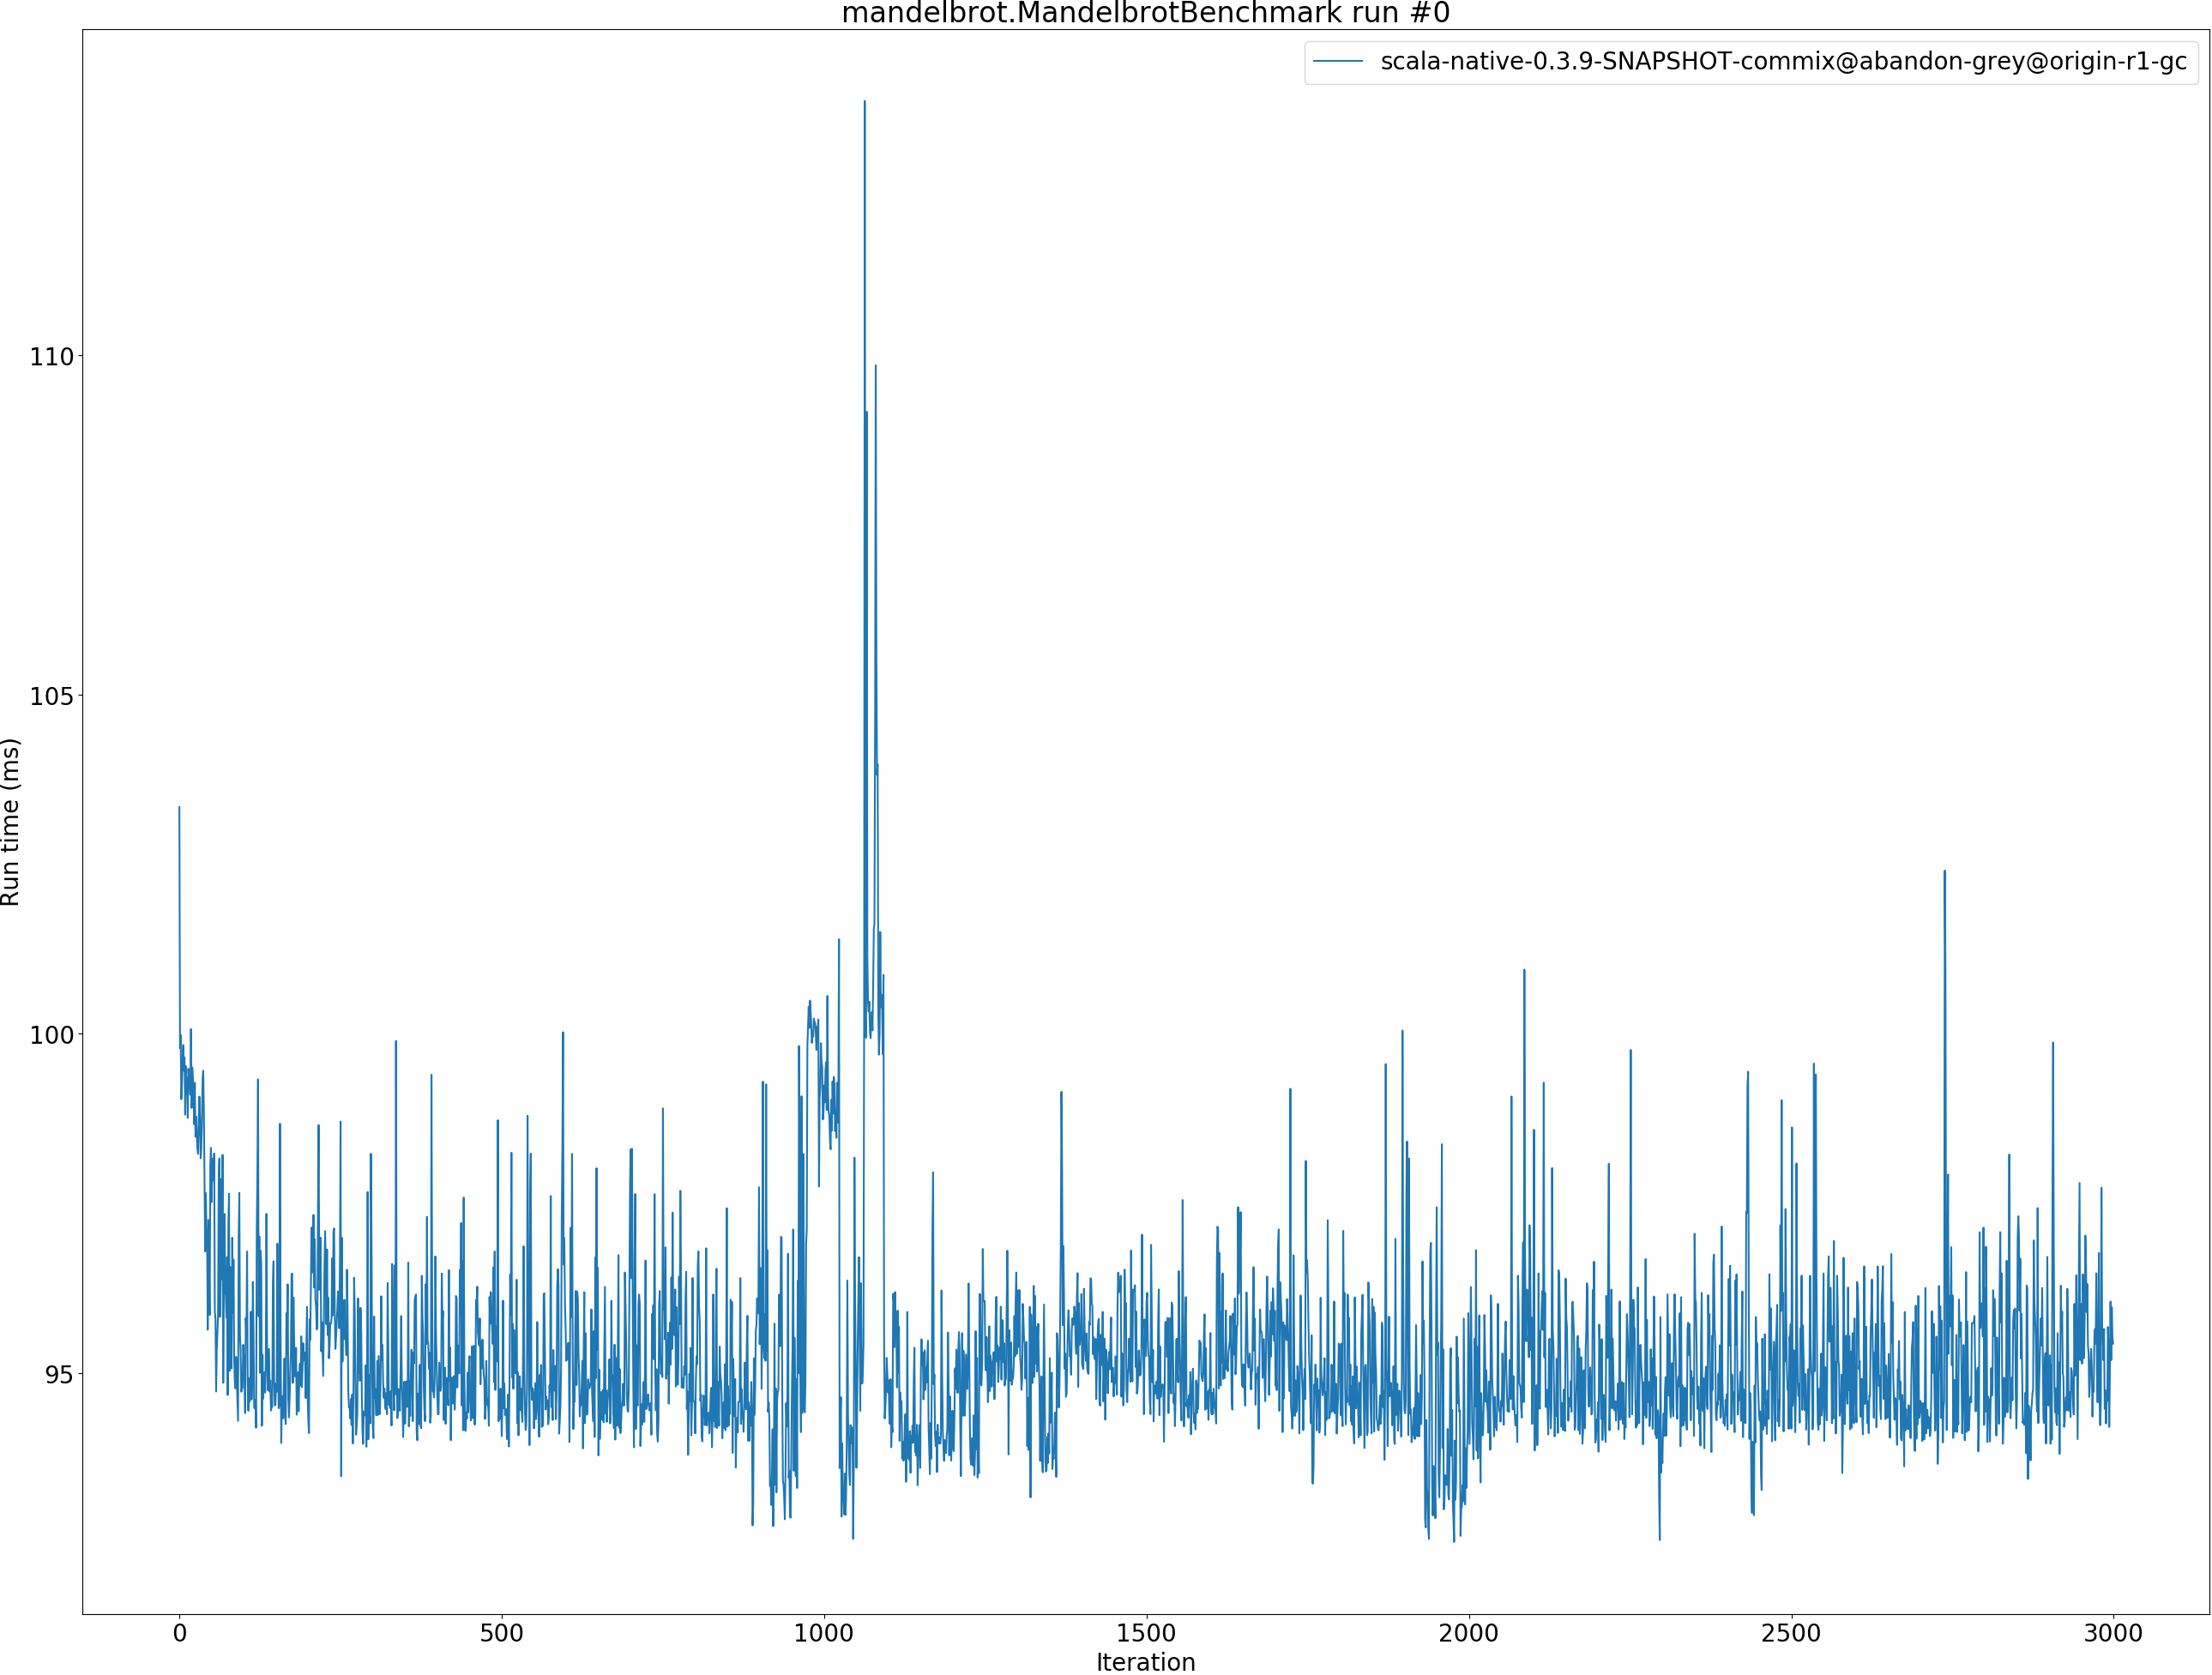 mandelbrot.MandelbrotBenchmark run #0
scala-native-0.3.9-SNAPSHOT-commix@abandon-grey@origin-r1-gc
110
105
100
95
Run time (ms)
0 500 1000 1500 2000 2500 3000
Iteration